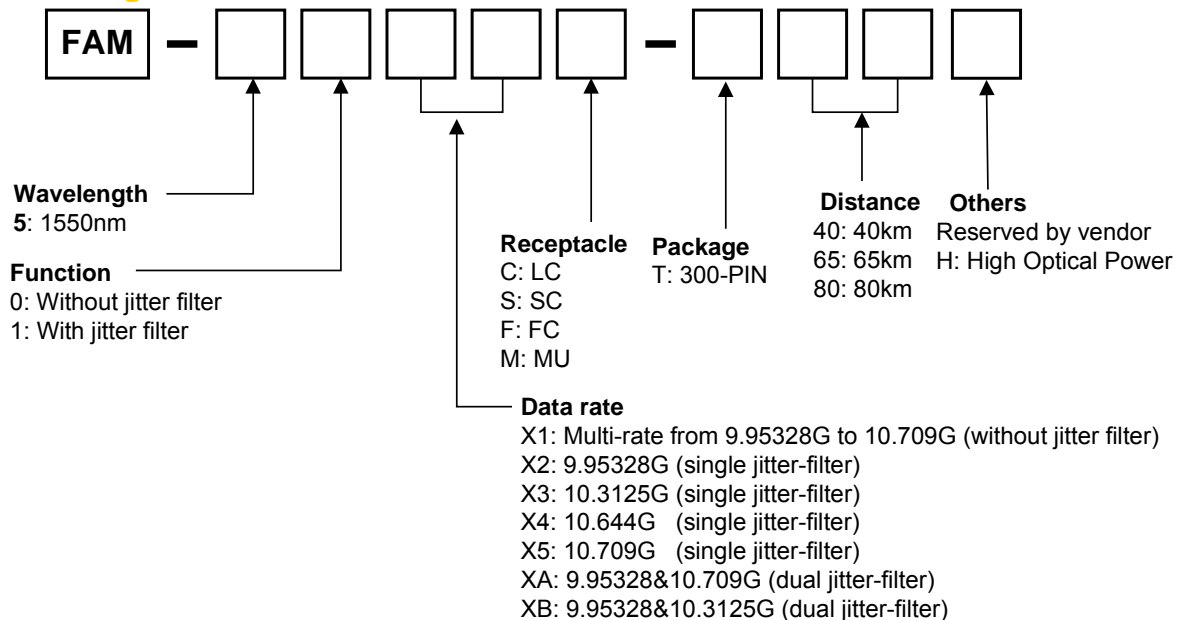 FAM
Wavelength
5: 1550nm
Function
0: Without jitter filter
1: With jitter filter
Receptacle
C: LC
S: SC
F: FC
M: MU
Package
T: 300-PIN
Distance
40: 40km
65: 65km
80: 80km
Others
Reserved by vendor
H: High Optical Power
Data rate
X1: Multi-rate from 9.95328G to 10.709G (without jitter filter)
X2: 9.95328G (single jitter-filter)
X3: 10.3125G (single jitter-filter)
X4: 10.644G (single jitter-filter)
X5: 10.709G (single jitter-filter)
XA: 9.95328&10.709G (dual jitter-filter)
XB: 9.95328&10.3125G (dual jitter-filter)